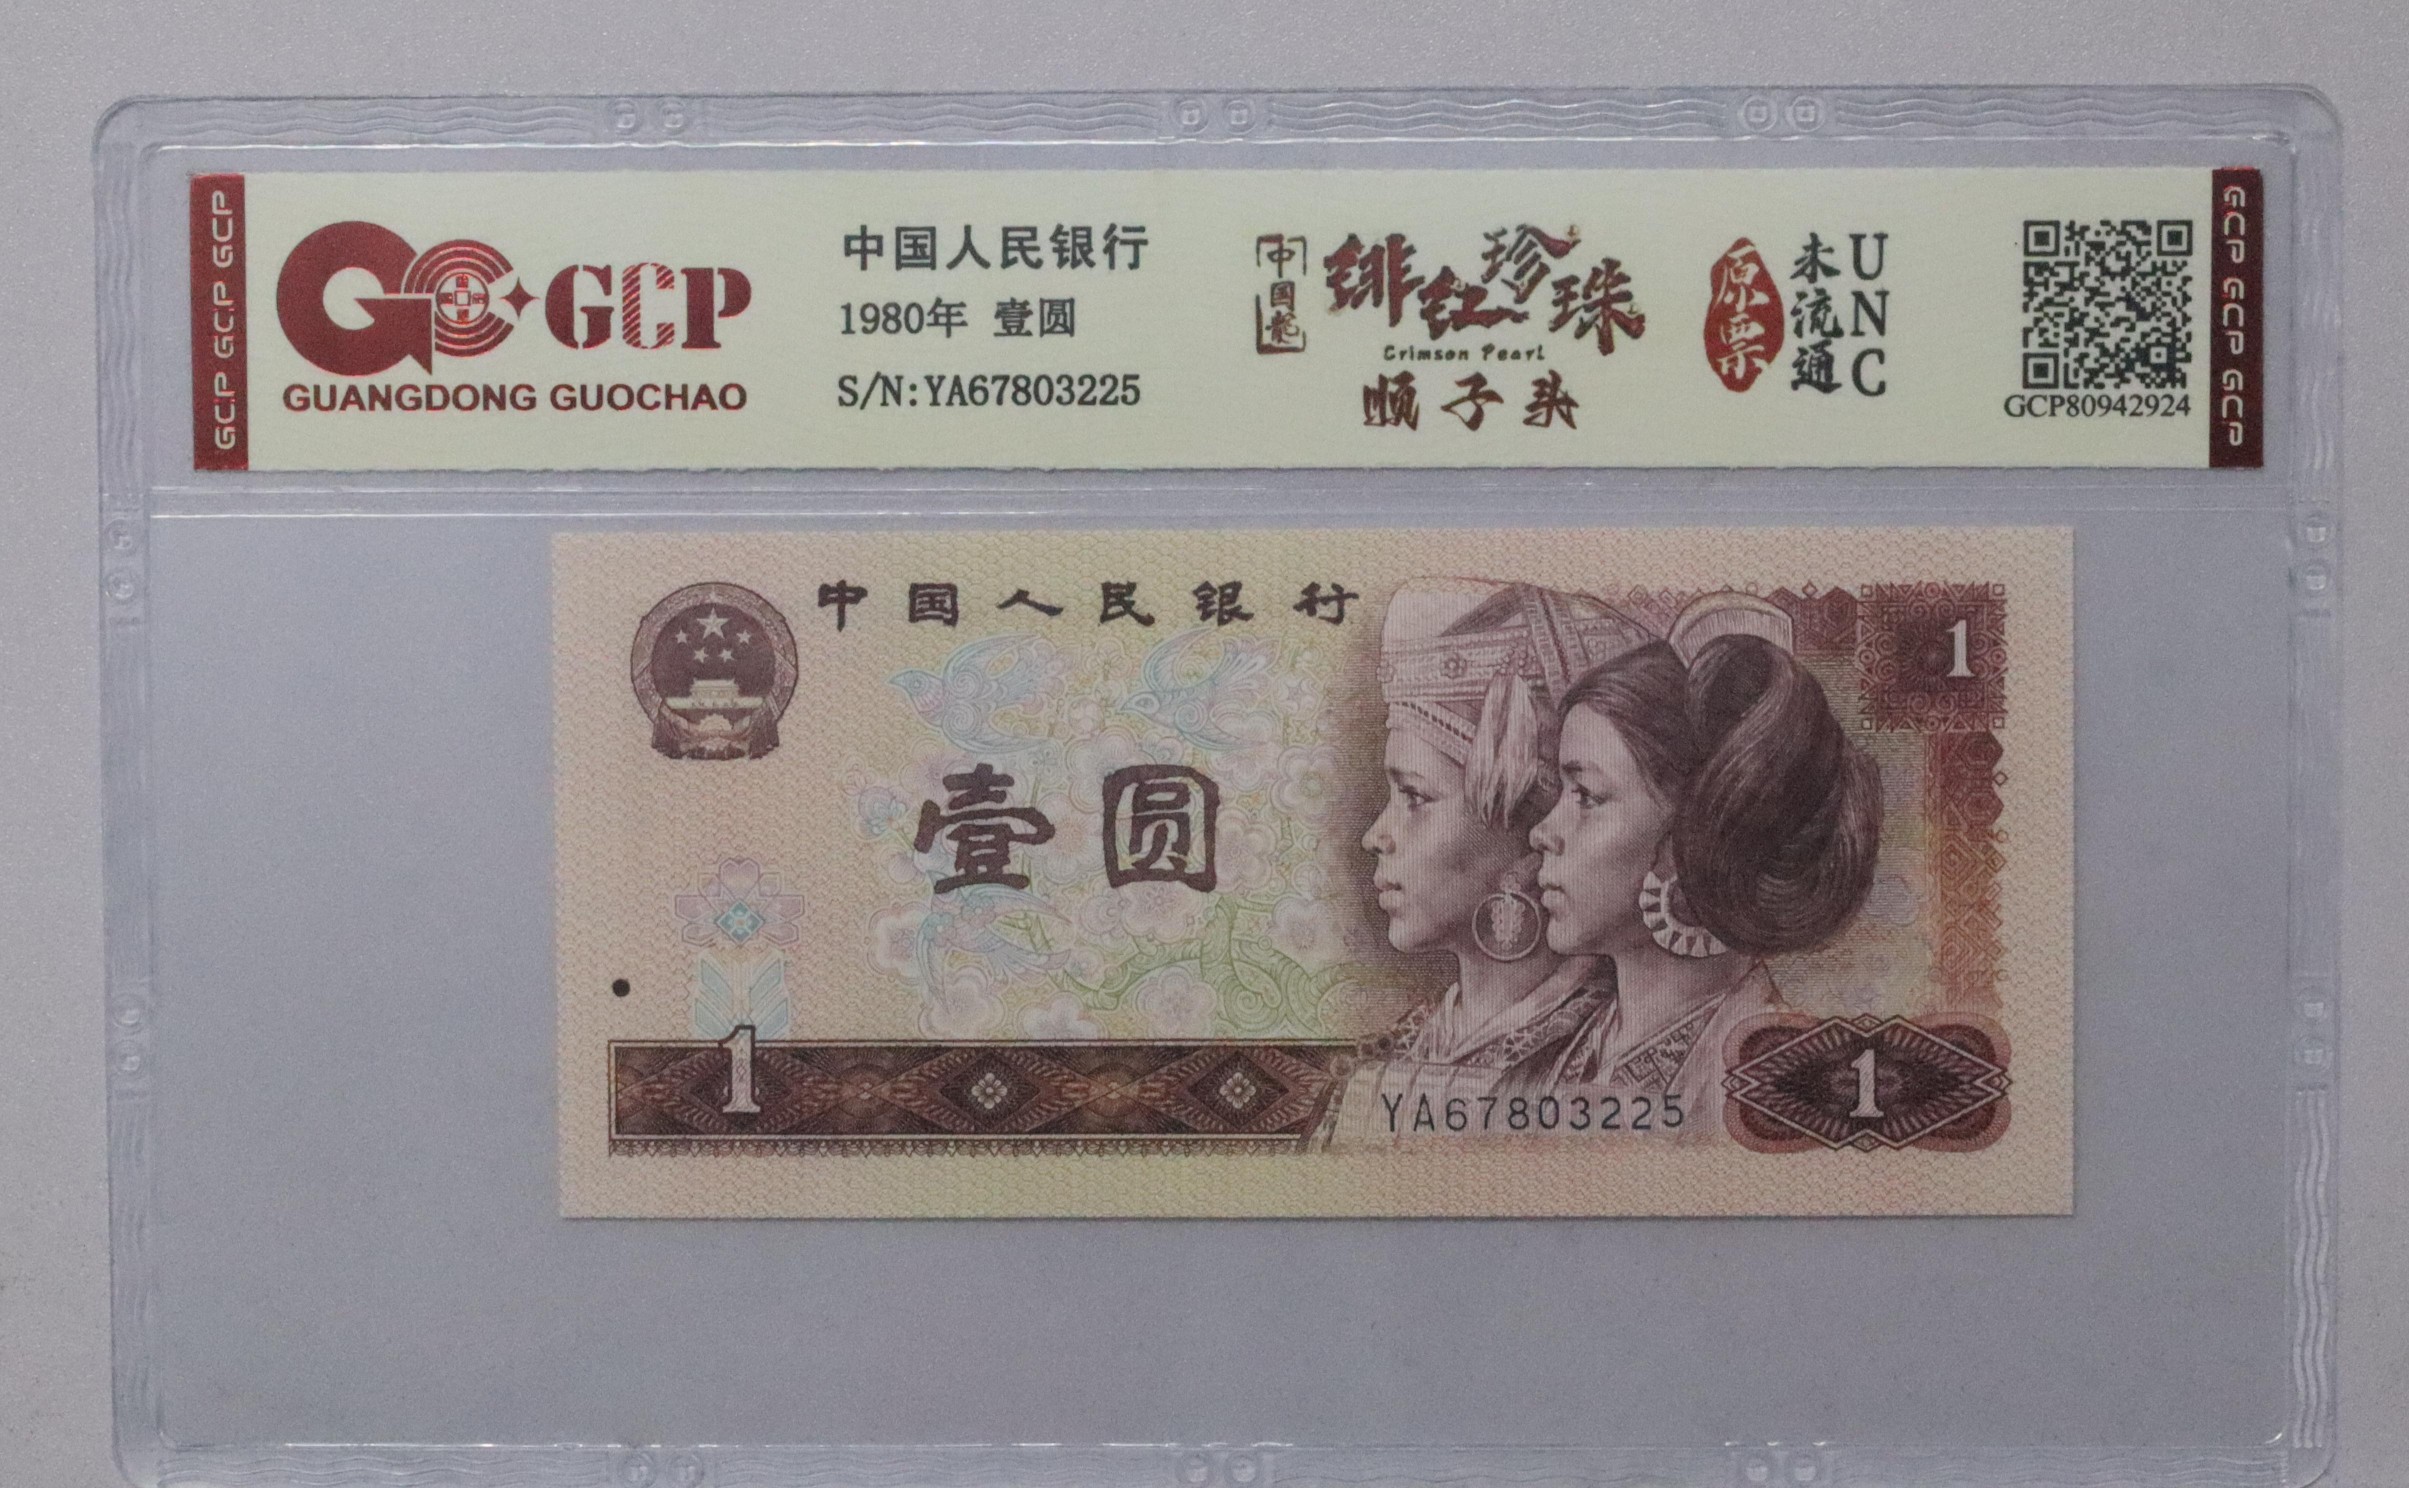 GCP GCP GCP
GCP
GUANGDONG GUOCHAO
中国人民银行
1980年 壹圆
S/N:YA67803225
中国龙
绯红珍珠
Crimson Pearl
顺子头
原票
未流通
UNC
GCP80942924
GCP GCP GCP
中国人民银行
1
壹圆
1
YA67803225
1